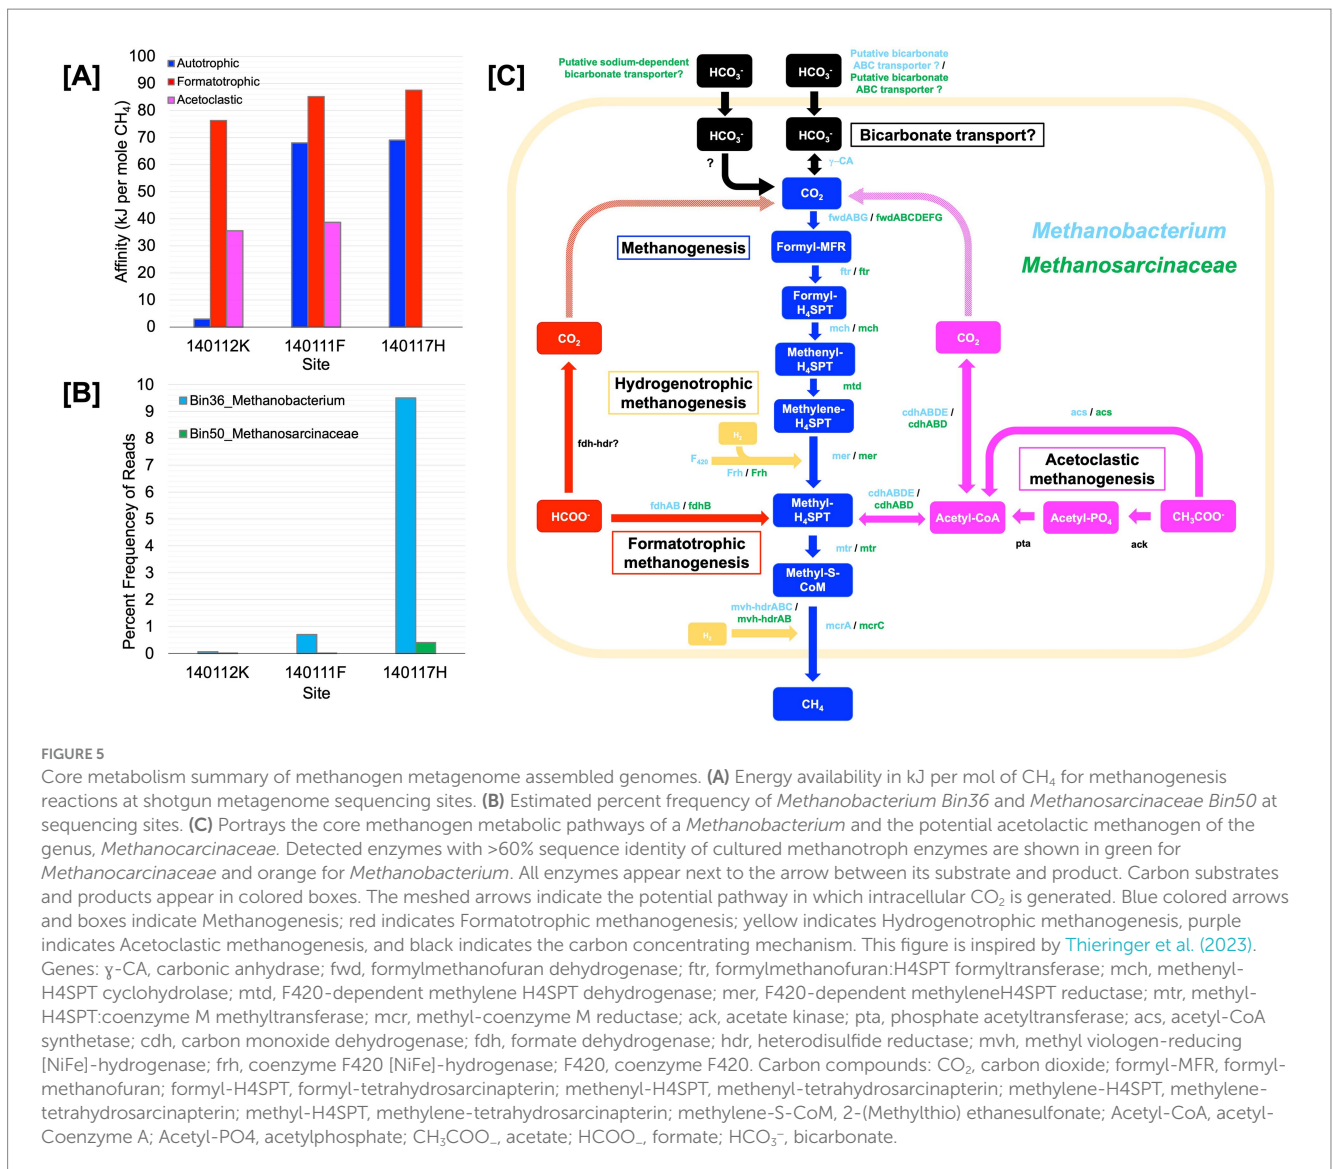 [A]
100
90
80
70
60
50
40
30
20
10
0
Affinity (kJ per mole CH₄)
Autotrophic
Formatotrophic
Acetoclastic
140112K 140111F 140117H
Site
[B]
10
9
8
7
6
5
4
3
2
1
0
Percent Frequencey of Reads
Bin36_Methanobacterium
Bin50_Methanosarcinaceae
140112K 140111F 140117H
Site
[C]
Putative sodium-dependent
bicarbonate transporter?
HCO₃⁻
HCO₃⁻
Putative bicarbonate
ABC transporter ? /
Putative bicarbonate
ABC transporter ?
HCO₃⁻
HCO₃⁻
Bicarbonate transport?
?
γ–CA
CO₂
fwdABG / fwdABCDEFG
Methanogenesis
Formyl-MFR
Methanobacterium
Methanosarcinaceae
ftr / ftr
Formyl-
H₄SPT
mch / mch
CO₂
Methenyl-
H₄SPT
CO₂
mtd
Hydrogenotrophic
methanogenesis
Methylene-
H₄SPT
cdhABDE /
cdhABD
acs / acs
H₂
fdh-hdr?
F₄₂₀
Frh / Frh
mer / mer
Acetoclastic
methanogenesis
HCOO⁻
fdhAB / fdhB
Methyl-
H₄SPT
cdhABDE /
cdhABD
Acetyl-CoA
Acetyl-PO₄
CH₃COO⁻
pta
ack
Formatotrophic
methanogenesis
mtr / mtr
Methyl-S-
CoM
mvh-hdrABC /
mvh-hdrAB
H₂
mcrA / mcrC
CH₄
FIGURE 5
Core metabolism summary of methanogen metagenome assembled genomes. (A) Energy availability in kJ per mol of CH₄ for methanogenesis
reactions at shotgun metagenome sequencing sites. (B) Estimated percent frequency of Methanobacterium Bin36 and Methanosarcinaceae Bin50 at
sequencing sites. (C) Portrays the core methanogen metabolic pathways of a Methanobacterium and the potential acetolactic methanogen of the
genus, Methanocarcinaceae. Detected enzymes with >60% sequence identity of cultured methanotroph enzymes are shown in green for
Methanocarcinaceae and orange for Methanobacterium. All enzymes appear next to the arrow between its substrate and product. Carbon substrates
and products appear in colored boxes. The meshed arrows indicate the potential pathway in which intracellular CO₂ is generated. Blue colored arrows
and boxes indicate Methanogenesis; red indicates Formatotrophic methanogenesis; yellow indicates Hydrogenotrophic methanogenesis, purple
indicates Acetoclastic methanogenesis, and black indicates the carbon concentrating mechanism. This figure is inspired by Thieringer et al. (2023).
Genes: ɣ-CA, carbonic anhydrase; fwd, formylmethanofuran dehydrogenase; ftr, formylmethanofuran:H4SPT formyltransferase; mch, methenyl-
H4SPT cyclohydrolase; mtd, F420-dependent methylene H4SPT dehydrogenase; mer, F420-dependent methyleneH4SPT reductase; mtr, methyl-
H4SPT:coenzyme M methyltransferase; mcr, methyl-coenzyme M reductase; ack, acetate kinase; pta, phosphate acetyltransferase; acs, acetyl-CoA
synthetase; cdh, carbon monoxide dehydrogenase; fdh, formate dehydrogenase; hdr, heterodisulfide reductase; mvh, methyl viologen-reducing
[NiFe]-hydrogenase; frh, coenzyme F420 [NiFe]-hydrogenase; F420, coenzyme F420. Carbon compounds: CO₂, carbon dioxide; formyl-MFR, formyl-
methanofuran; formyl-H4SPT, formyl-tetrahydrosarcinapterin; methenyl-H4SPT, methenyl-tetrahydrosarcinapterin; methylene-H4SPT, methylene-
tetrahydrosarcinapterin; methyl-H4SPT, methylene-tetrahydrosarcinapterin; methylene-S-CoM, 2-(Methylthio) ethanesulfonate; Acetyl-CoA, acetyl-
Coenzyme A; Acetyl-PO4, acetylphosphate; CH₃COO_, acetate; HCOO_, formate; HCO₃⁻, bicarbonate.